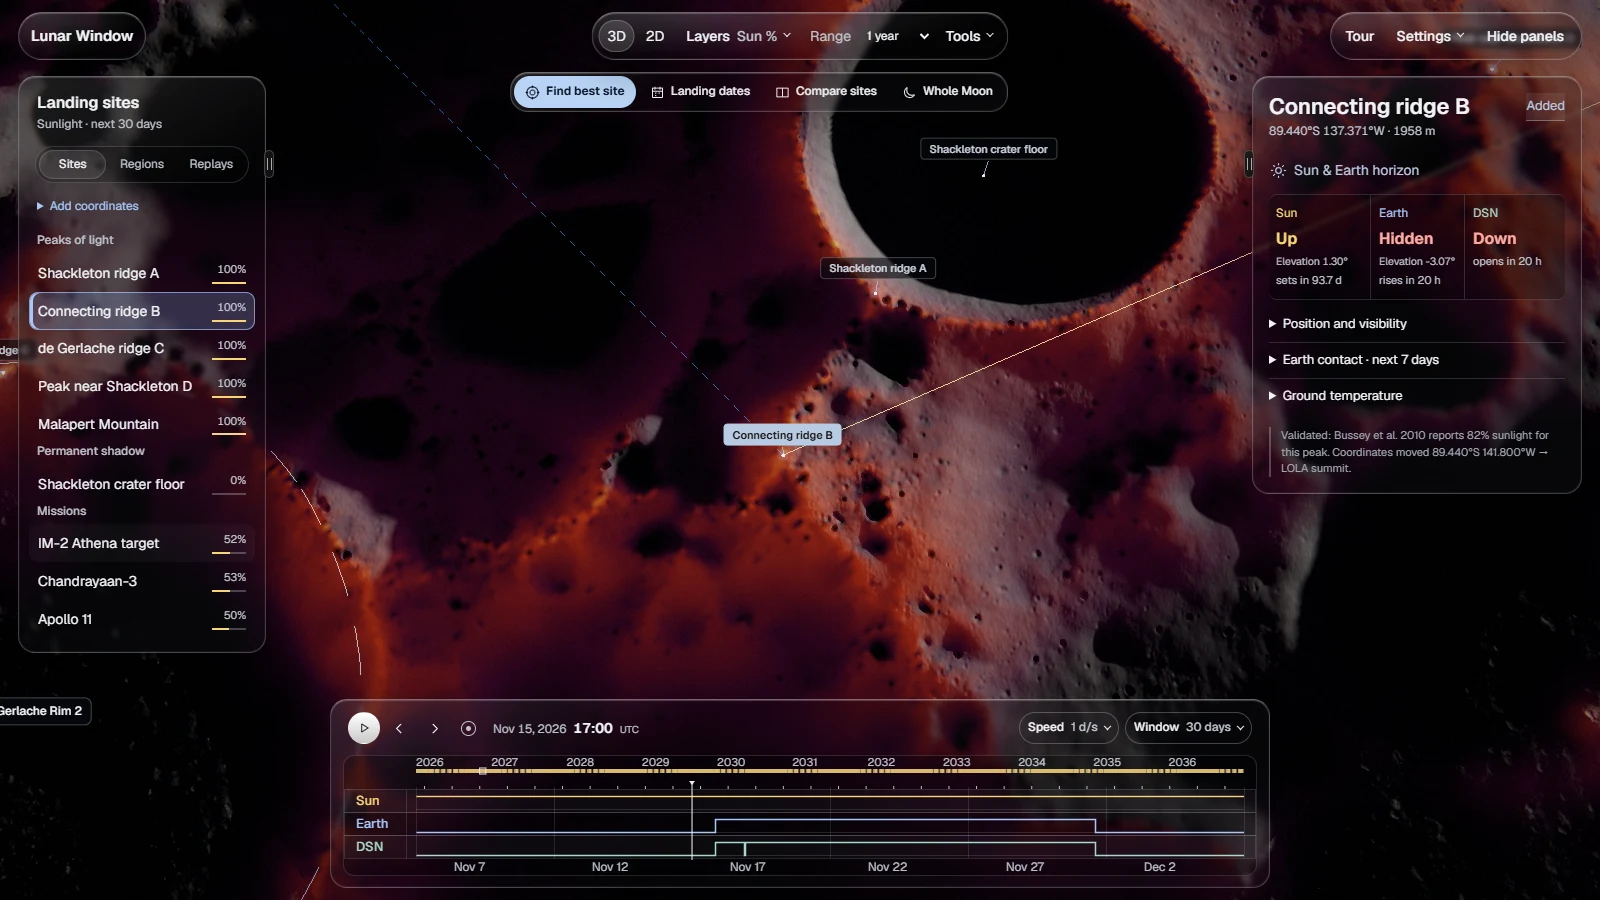 Lunar Window
3D 2D Layers Sun % Range 1 year Tools
Tour Settings Hide panels
Find best site Landing dates Compare sites Whole Moon
Landing sites
Sunlight · next 30 days
Sites Regions Replays
Add coordinates
Peaks of light
Shackleton ridge A 100%
Connecting ridge B 100%
de Gerlache ridge C 100%
Peak near Shackleton D 100%
Malapert Mountain 100%
Permanent shadow
Shackleton crater floor 0%
Missions
IM-2 Athena target 52%
Chandrayaan-3 53%
Apollo 11 50%
Shackleton crater floor
Shackleton ridge A
Connecting ridge B
Gerlache Rim 2
Connecting ridge B Added
89.440°S 137.371°W · 1958 m
Sun & Earth horizon
Sun Earth DSN
Up Hidden Down
Elevation 1.30° Elevation -3.07° opens in 20 h
sets in 93.7 d rises in 20 h
Position and visibility
Earth contact · next 7 days
Ground temperature
Validated: Bussey et al. 2010 reports 82% sunlight for
this peak. Coordinates moved 89.440°S 141.800°W →
LOLA summit.
Nov 15, 2026 17:00 UTC Speed 1 d/s Window 30 days
2026 2027 2028 2029 2030 2031 2032 2033 2034 2035 2036
Sun
Earth
DSN
Nov 7 Nov 12 Nov 17 Nov 22 Nov 27 Dec 2